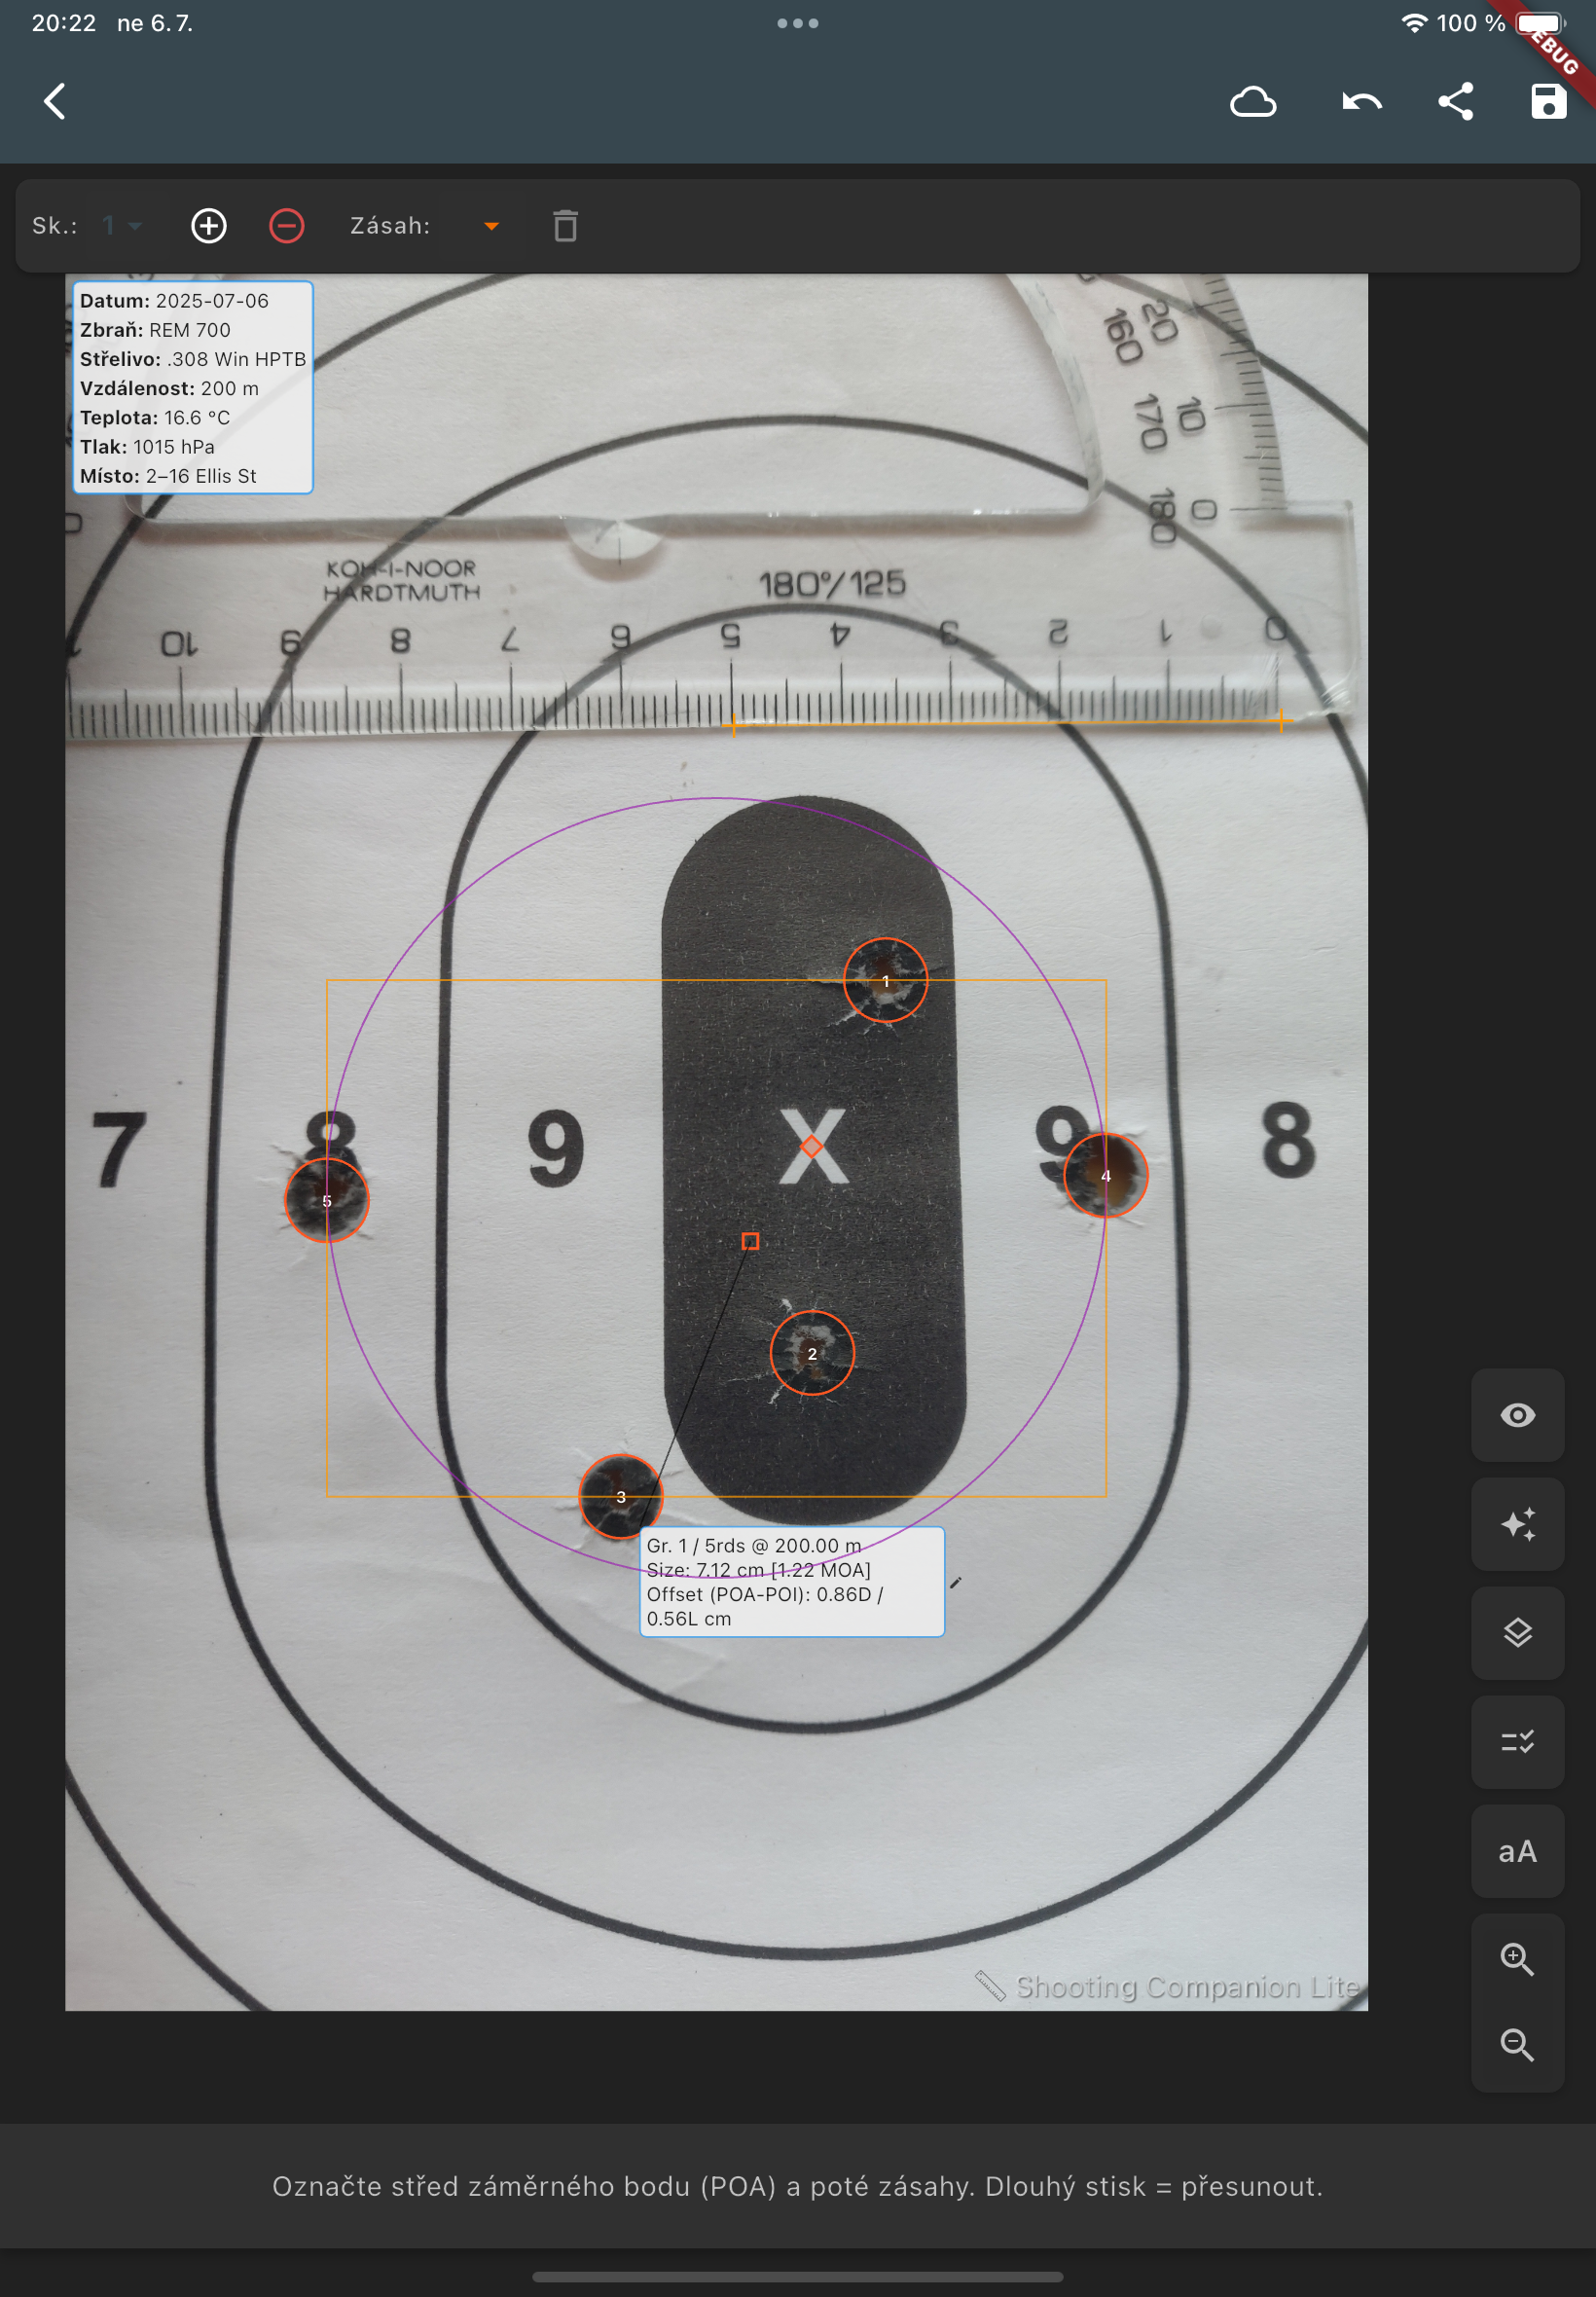 20:22 ne 6. 7.
100 %
EBUG
Sk.: 1
Zásah:
Datum: 2025-07-06
Zbraň: REM 700
Střelivo: .308 Win HPTB
Vzdálenost: 200 m
Teplota: 16.6 °C
Tlak: 1015 hPa
Místo: 2–16 Ellis St
20
160
10
170
0
180
KOH-I-NOOR
HARDTMUTH
180°/125
10 9 8 7 6 5 4 3 2 1 0
1
7 8 9 X 9 8
5
4
2
3
Gr. 1 / 5rds @ 200.00 m
Size: 7.12 cm [1.22 MOA]
Offset (POA-POI): 0.86D /
0.56L cm
aA
Shooting Companion Lite
Označte střed záměrného bodu (POA) a poté zásahy. Dlouhý stisk = přesunout.